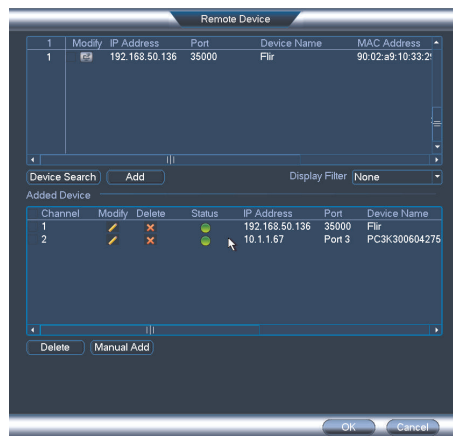 Remote Device
1 Modify IP Address Port Device Name MAC Address
1 192.168.50.136 35000 Flir 90:02:a9:10:33:2
Device Search Add Display Filter None
Added Device
Channel Modify Delete Status IP Address Port Device Name
1 192.168.50.136 35000 Flir
2 10.1.1.67 Port 3 PC3K300604275
Delete Manual Add
OK Cancel